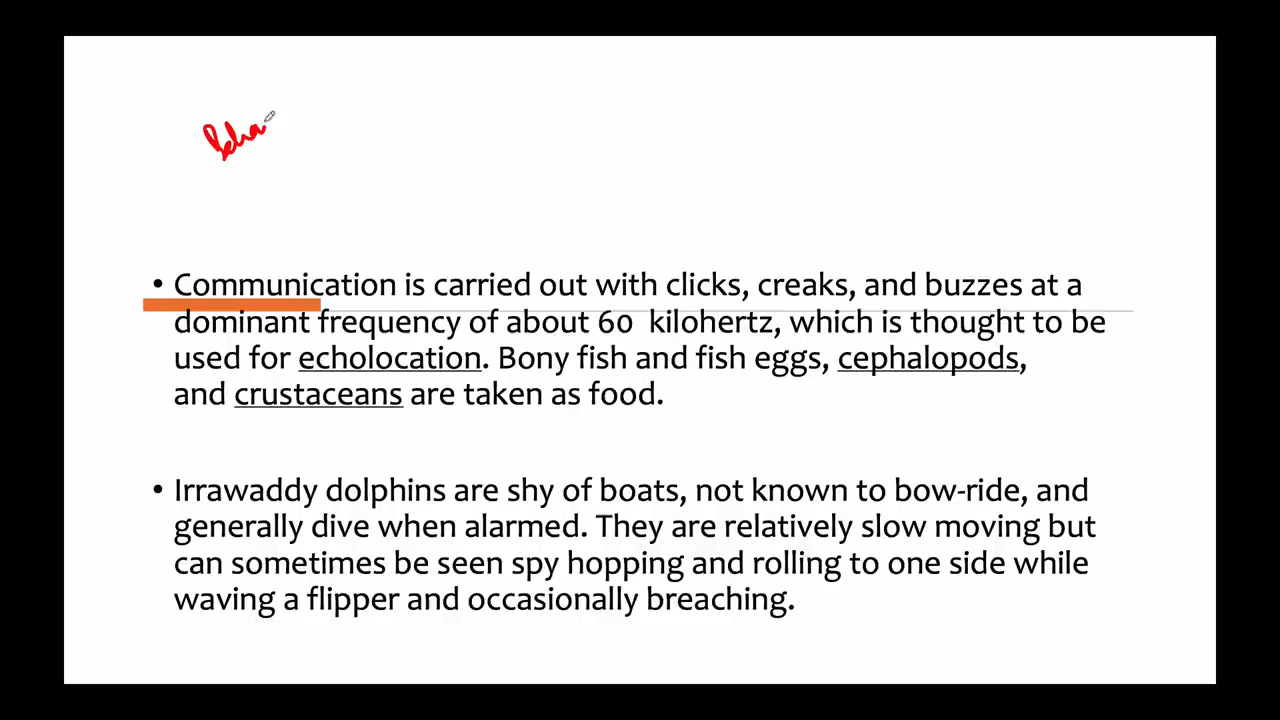 • Communication is carried out with clicks, creaks, and buzzes at a
dominant frequency of about 60 kilohertz, which is thought to be
used for echolocation. Bony fish and fish eggs, cephalopods,
and crustaceans are taken as food.
• Irrawaddy dolphins are shy of boats, not known to bow-ride, and
generally dive when alarmed. They are relatively slow moving but
can sometimes be seen spy hopping and rolling to one side while
waving a flipper and occasionally breaching.